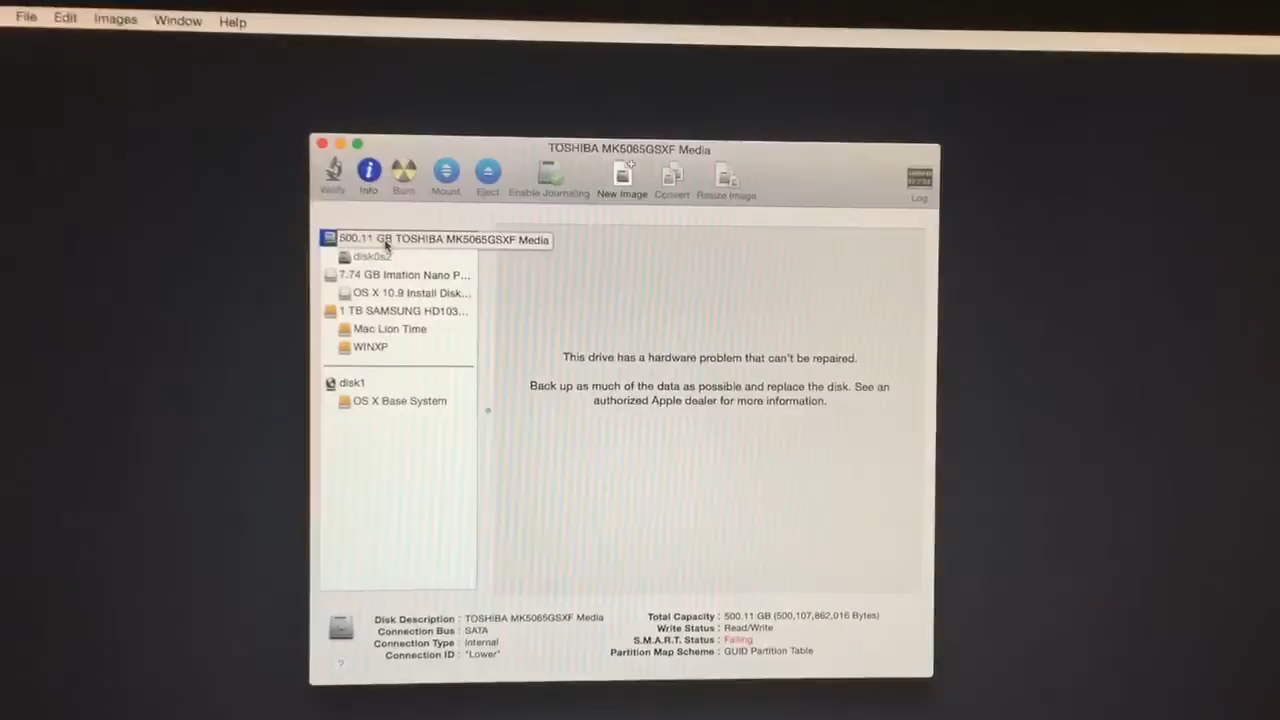 File Edit Images Window Help
TOSHIBA MK5065GSXF Media
Verify Info Burn Mount Eject Enable Journaling New Image Convert Resize Image Log
500.11 GB TOSHIBA MK5065GSXF Media
disk0s2
7.74 GB Imation Nano P...
OS X 10.9 Install Disk...
1 TB SAMSUNG HD103...
Mac Lion Time
WINXP
disk1
OS X Base System
This drive has a hardware problem that can't be repaired.
Back up as much of the data as possible and replace the disk. See an
authorized Apple dealer for more information.
Disk Description : TOSHIBA MK5065GSXF Media
Connection Bus : SATA
Connection Type : Internal
Connection ID : "Lower"
Total Capacity : 500.11 GB (500,107,862,016 Bytes)
Write Status : Read/Write
S.M.A.R.T. Status : Failing
Partition Map Scheme : GUID Partition Table
?